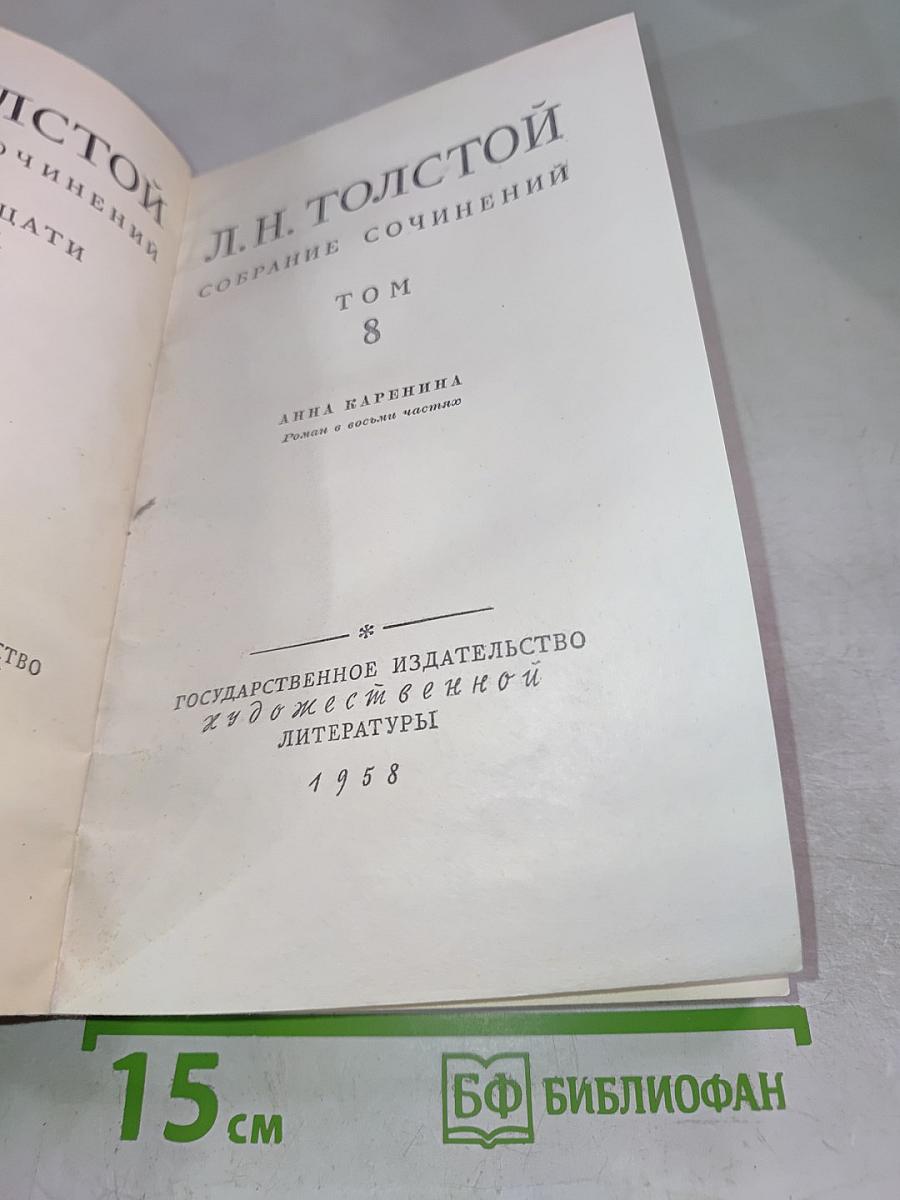 ЛСТОЙ
ОЧИНЕНИЙ
ЦАТИ
СТВО
Л. Н. ТОЛСТОЙ
СОБРАНИЕ СОЧИНЕНИЙ
ТОМ
8
АННА КАРЕНИНА
Роман в восьми частях
*
ГОСУДАРСТВЕННОЕ ИЗДАТЕЛЬСТВО
художественной
ЛИТЕРАТУРЫ
1958
15 см
БФ БИБЛИОФАН